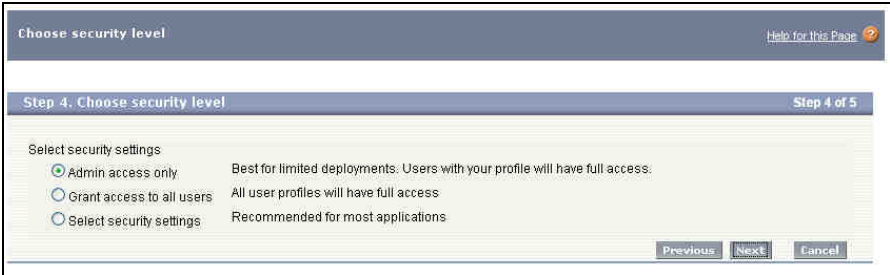 Choose security level
Help for this Page ?
Step 4. Choose security level Step 4 of 5
Select security settings
Admin access only Best for limited deployments. Users with your profile will have full access.
Grant access to all users All user profiles will have full access
Select security settings Recommended for most applications
Previous Next Cancel